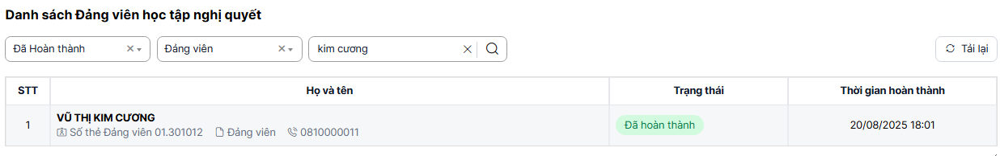 Danh sách Đảng viên học tập nghị quyết
Đã Hoàn thành Đảng viên kim cương Tải lại
STT Họ và tên Trạng thái Thời gian hoàn thành
1 VŨ THỊ KIM CƯƠNG Đã hoàn thành 20/08/2025 18:01
Số thẻ Đảng viên 01.301012 Đảng viên 0810000011